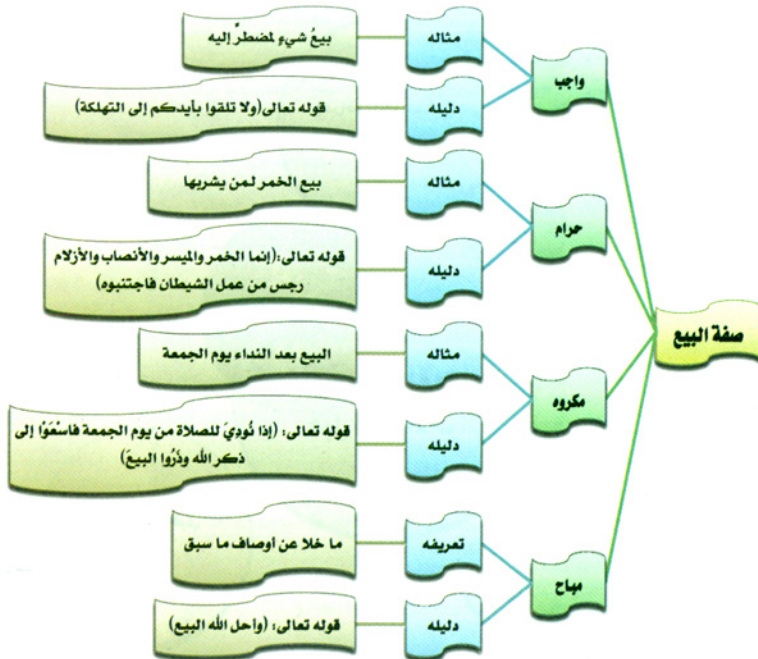 صفة البيع
واجب
مثاله
بيعُ شيءٍ لمضطرٍّ إليه
دليله
قوله تعالى(ولا تلقوا بأيدكم إلى التهلكة)
حرام
مثاله
بيع الخمر لمن يشربها
دليله
قوله تعالى:(إنما الخمر والميسر والأنصاب والأزلام
رجس من عمل الشيطان فاجتنبوه)
مكروه
مثاله
البيع بعد النداء يوم الجمعة
دليله
قوله تعالى: (إذا نُودِيَ للصلاة من يوم الجمعة فاسْعَوْا إلى
ذكر الله وذَرُوا البيعَ)
مباح
تعريفه
ما خلا عن أوصاف ما سبق
دليله
قوله تعالى: (وأحل الله البيع)